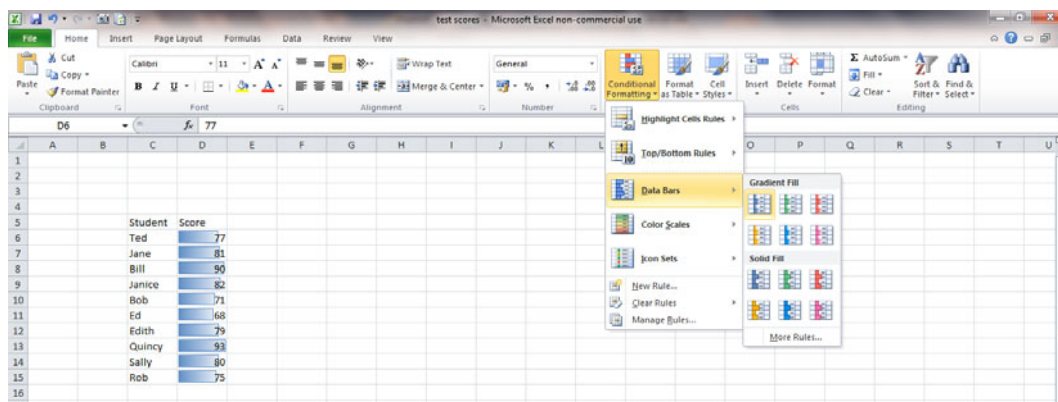 test scores - Microsoft Excel non-commercial use
File Home Insert Page Layout Formulas Data Review View
Cut
Copy
Format Painter
Paste
Clipboard
Calibri 11
B I U
Font
Wrap Text
Merge & Center
Alignment
General
$ % ,
Number
Conditional Formatting
Format as Table
Cell Styles
Insert Delete Format
Cells
AutoSum
Fill
Clear
Sort & Filter
Find & Select
Editing
D6 fx 77
A B C D E F G H I J K L O P Q R S T U
1
2
3
4
5 Student Score
6 Ted 77
7 Jane 81
8 Bill 90
9 Janice 82
10 Bob 71
11 Ed 68
12 Edith 79
13 Quincy 93
14 Sally 80
15 Rob 75
16
Highlight Cells Rules
Top/Bottom Rules
Data Bars
Color Scales
Icon Sets
New Rule...
Clear Rules
Manage Rules...
Gradient Fill
Solid Fill
More Rules...